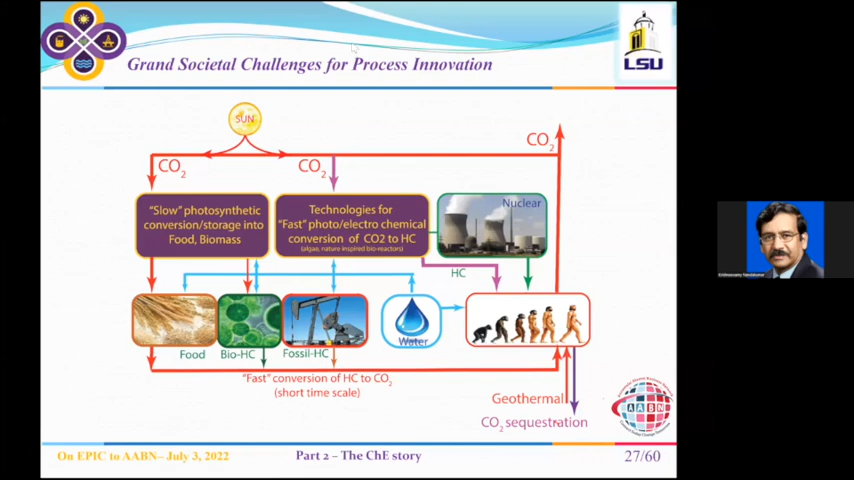 Grand Societal Challenges for Process Innovation
LSU
SUN
CO2
CO2
CO2
"Slow" photosynthetic
conversion/storage into
Food, Biomass
Technologies for
"Fast" photo/electro chemical
conversion of CO2 to HC
(algae, nature inspired bio-reactors)
Nuclear
HC
Water
Food
Bio-HC
Fossil-HC
"Fast" conversion of HC to CO2
(short time scale)
Geothermal
CO2 sequestration
AABN
On EPIC to AABN– July 3, 2022
Part 2 – The ChE story
27/60